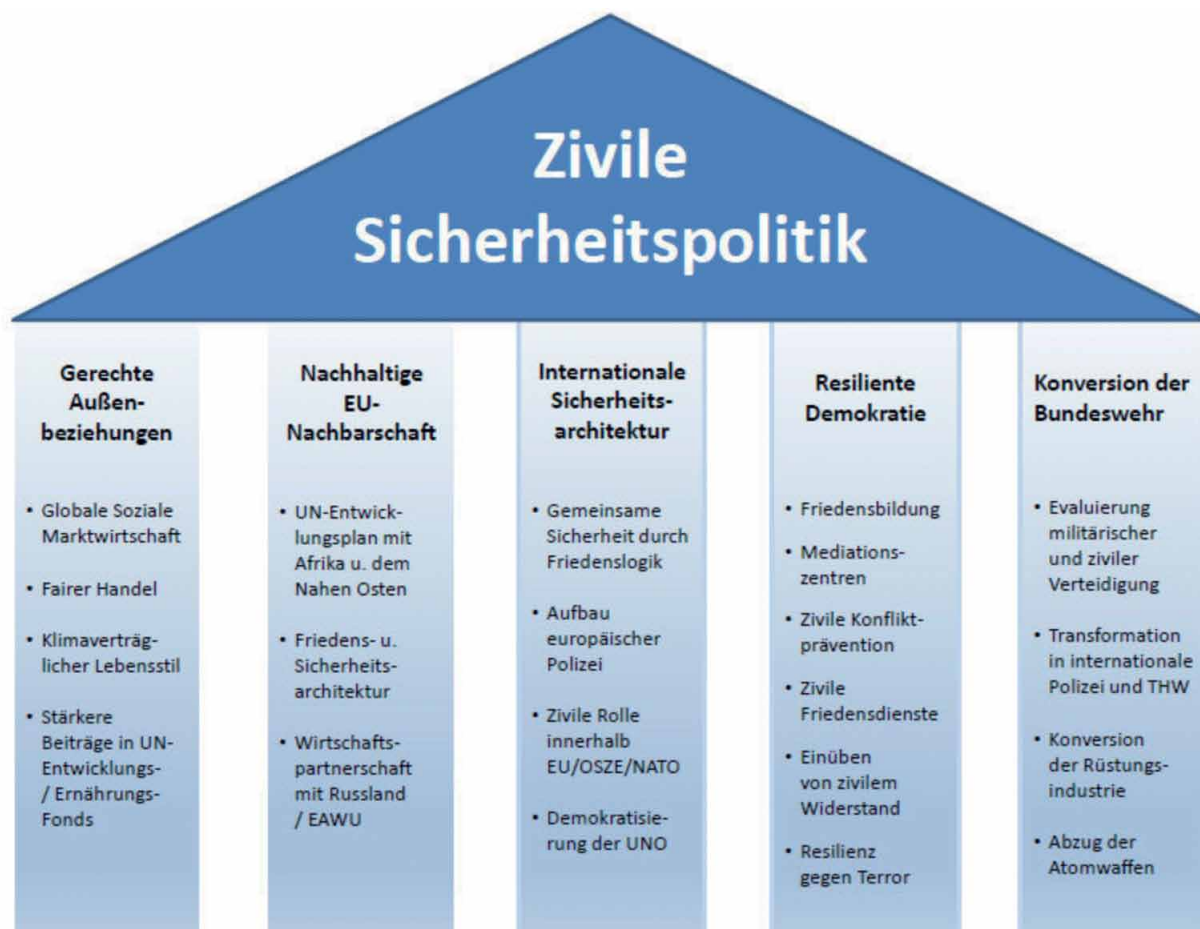 Zivile
Sicherheitspolitik
Gerechte
Außen-
beziehungen
• Globale Soziale
Marktwirtschaft
• Fairer Handel
• Klimaverträg-
licher Lebensstil
• Stärkere
Beiträge in UN-
Entwicklungs-
/ Ernährungs-
Fonds
Nachhaltige
EU-
Nachbarschaft
• UN-Entwick-
lungsplan mit
Afrika u. dem
Nahen Osten
• Friedens- u.
Sicherheits-
architektur
• Wirtschafts-
partnerschaft
mit Russland
/ EAWU
Internationale
Sicherheits-
architektur
• Gemeinsame
Sicherheit durch
Friedenslogik
• Aufbau
europäischer
Polizei
• Zivile Rolle
innerhalb
EU/OSZE/NATO
• Demokratisie-
rung der UNO
Resiliente
Demokratie
• Friedensbildung
• Mediations-
zentren
• Zivile Konflikt-
prävention
• Zivile
Friedensdienste
• Einüben
von zivilem
Widerstand
• Resilienz
gegen Terror
Konversion der
Bundeswehr
• Evaluierung
militärischer
und ziviler
Verteidigung
• Transformation
in internationale
Polizei und THW
• Konversion
der Rüstungs-
industrie
• Abzug der
Atomwaffen